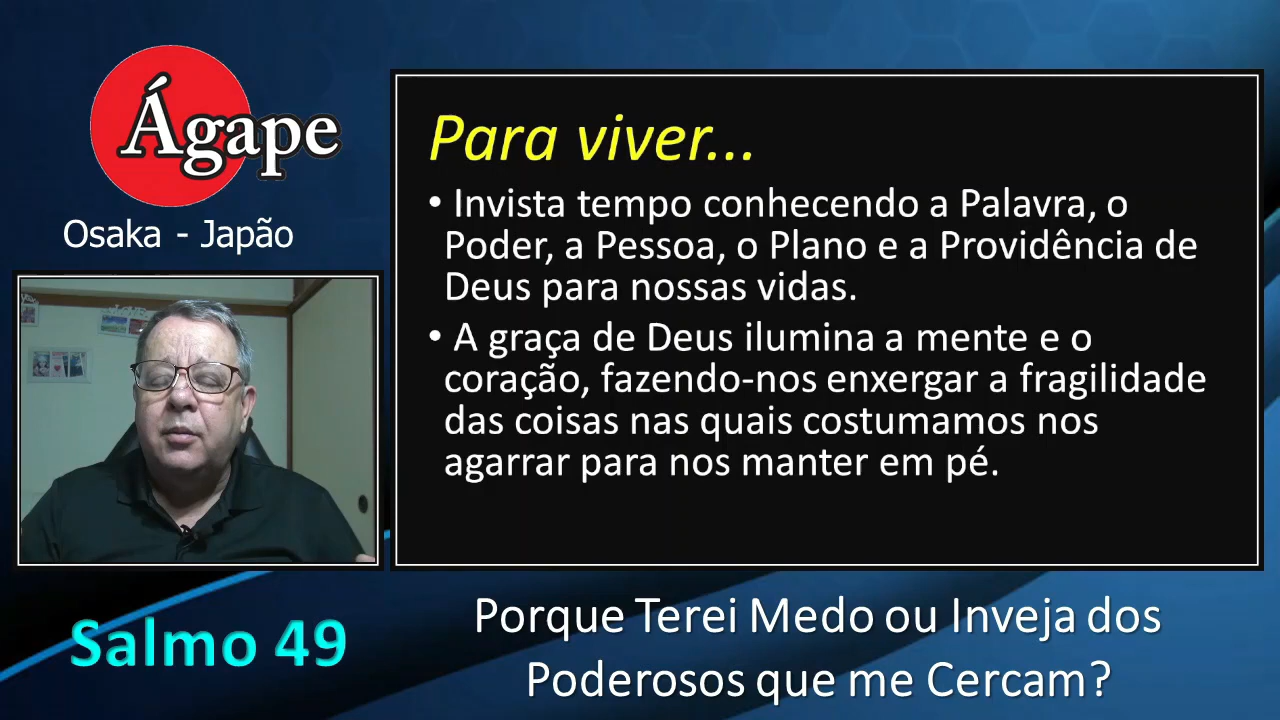 Ágape
Osaka - Japão
Para viver...
• Invista tempo conhecendo a Palavra, o
Poder, a Pessoa, o Plano e a Providência de
Deus para nossas vidas.
• A graça de Deus ilumina a mente e o
coração, fazendo-nos enxergar a fragilidade
das coisas nas quais costumamos nos
agarrar para nos manter em pé.
Salmo 49
Porque Terei Medo ou Inveja dos
Poderosos que me Cercam?